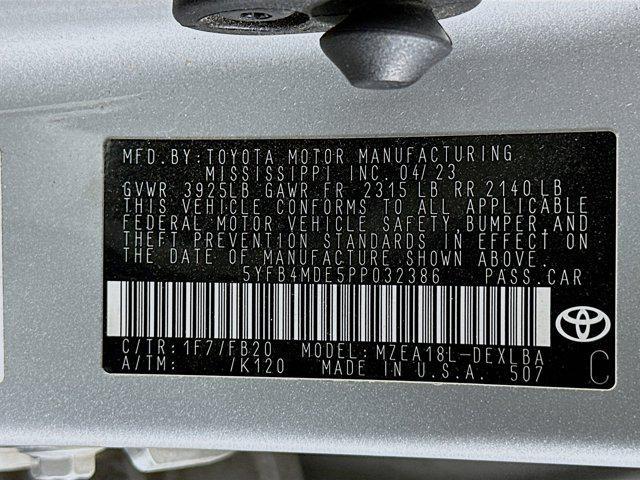 MFD. BY: TOYOTA MOTOR MANUFACTURING
MISSISSIPPI INC. 04/23
GVWR 3925LB GAWR FR 2315 LB RR 2140 LB
THIS VEHICLE CONFORMS TO ALL APPLICABLE
FEDERAL MOTOR VEHICLE SAFETY, BUMPER, AND
THEFT PREVENTION STANDARDS IN EFFECT ON
THE DATE OF MANUFACTURE SHOWN ABOVE.
5YFB4MDE5PP032386 PASS. CAR
C/TR: 1F7/FB20 MODEL: MZEA18L-DEXLBA
A/TM: /K120 MADE IN U.S.A. 507 C